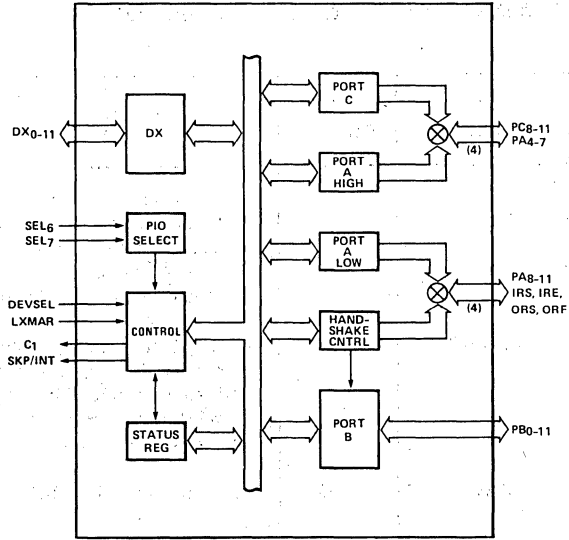 DX0-11
DX
SEL6
SEL7
PIO
SELECT
DEVSEL
LXMAR
C1
SKP/INT
CONTROL
STATUS
REG
PORT
C
PORT
A
HIGH
(4)
PC8-11
PA4-7
PORT
A
LOW
HAND-
SHAKE
CNTRL
(4)
PA8-11
IRS, IRE,
ORS, ORF
PORT
B
PB0-11